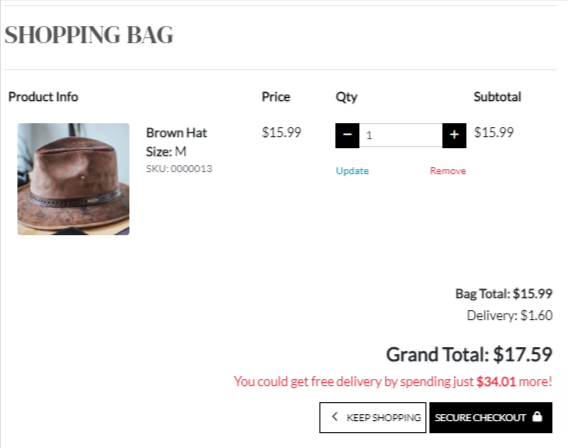 SHOPPING BAG
Product Info Price Qty Subtotal
Brown Hat $15.99 − 1 + $15.99
Size: M
SKU: 0000013
Update Remove
Bag Total: $15.99
Delivery: $1.60
Grand Total: $17.59
You could get free delivery by spending just $34.01 more!
< KEEP SHOPPING SECURE CHECKOUT